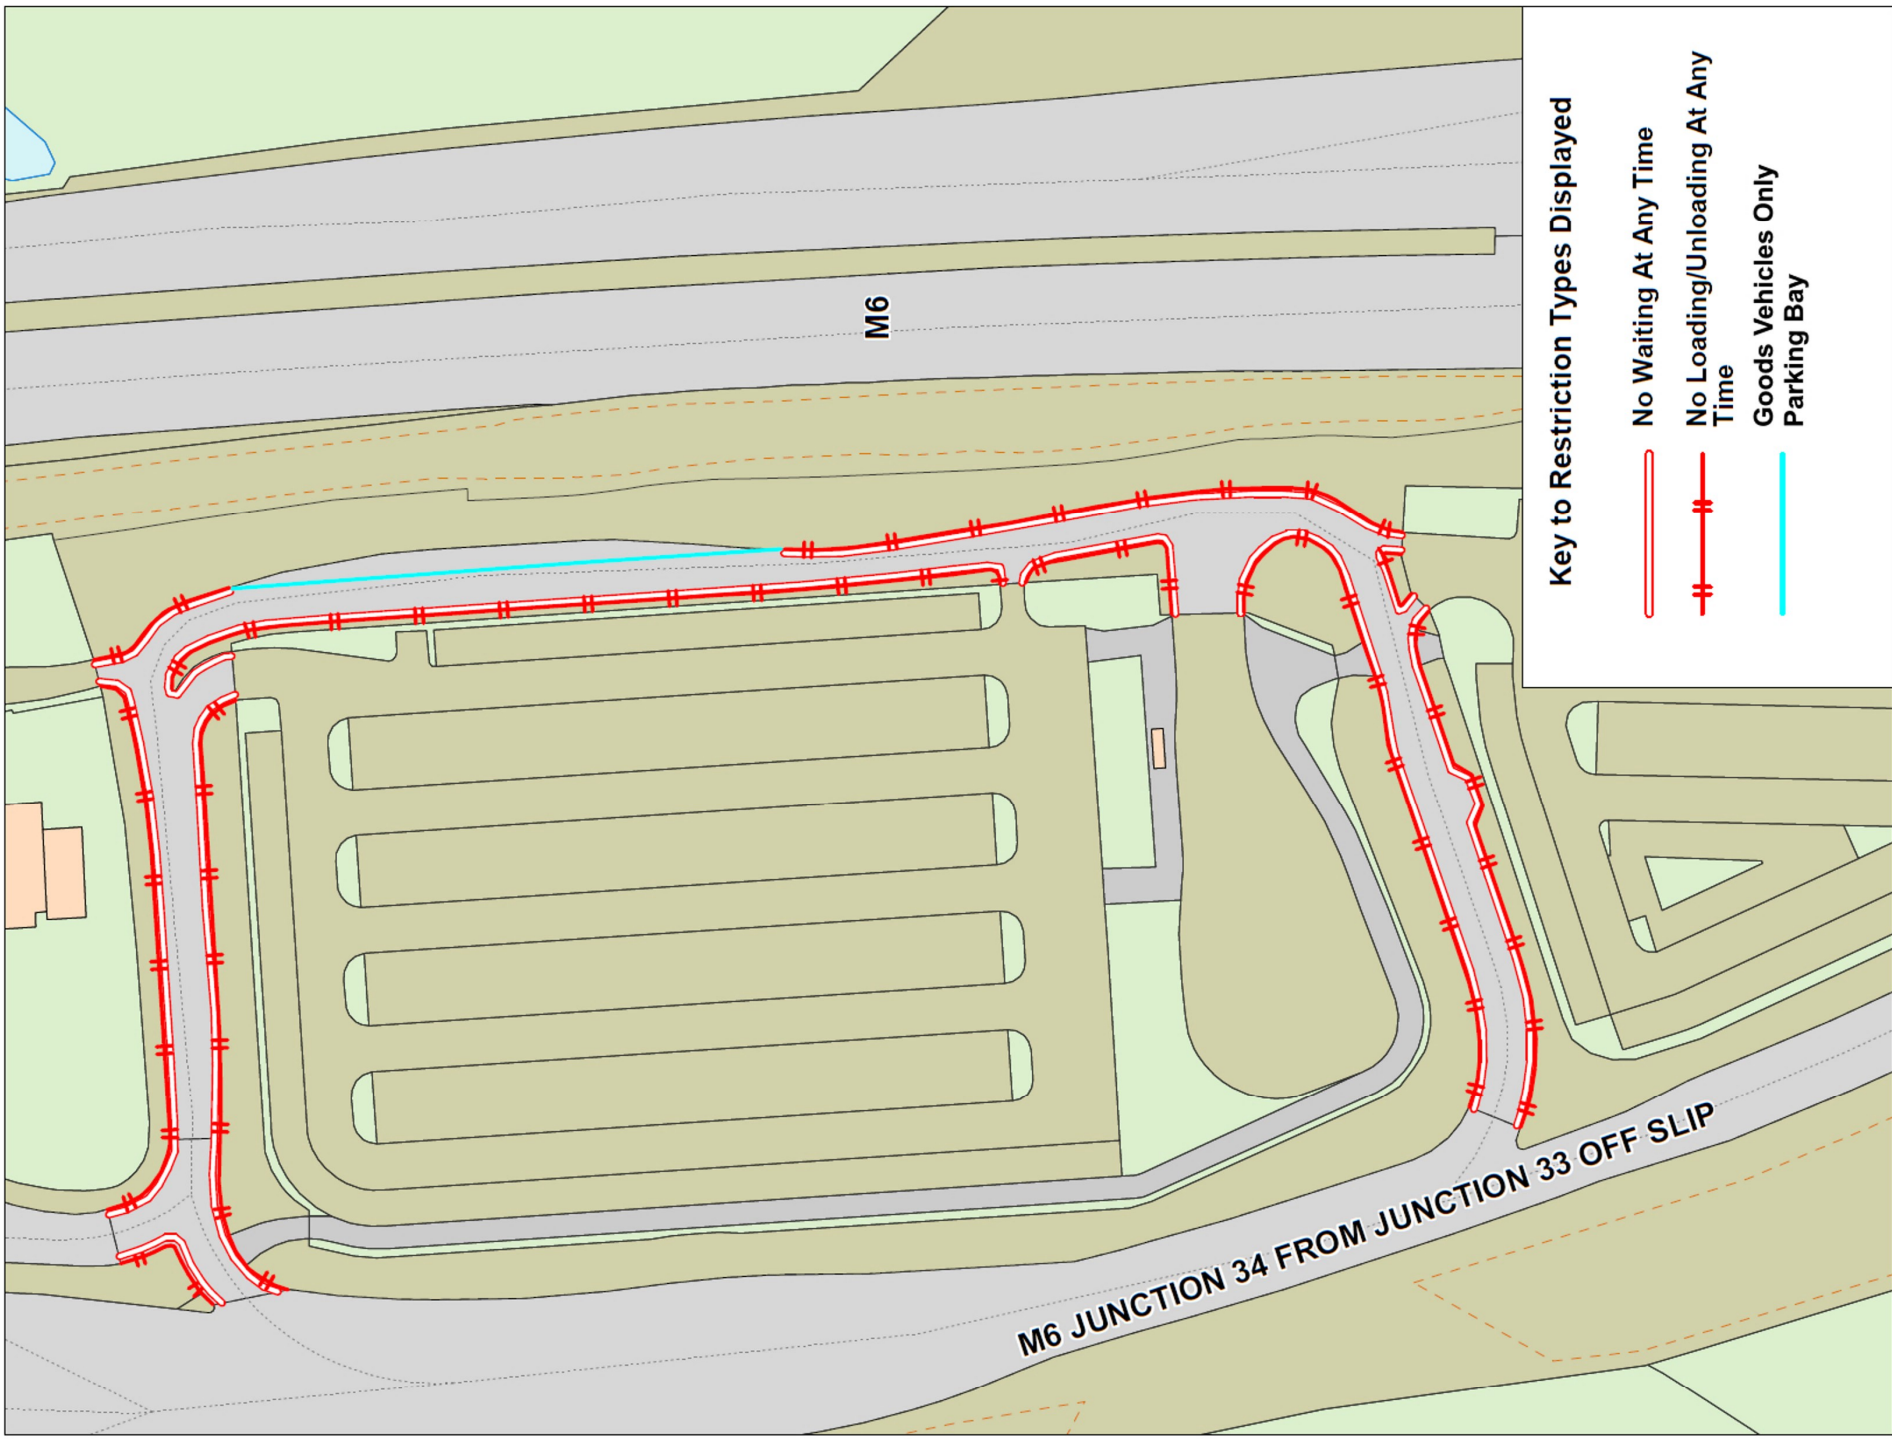 M6
M6 JUNCTION 34 FROM JUNCTION 33 OFF SLIP
Key to Restriction Types Displayed
No Waiting At Any Time
No Loading/Unloading At Any
Time
Goods Vehicles Only
Parking Bay